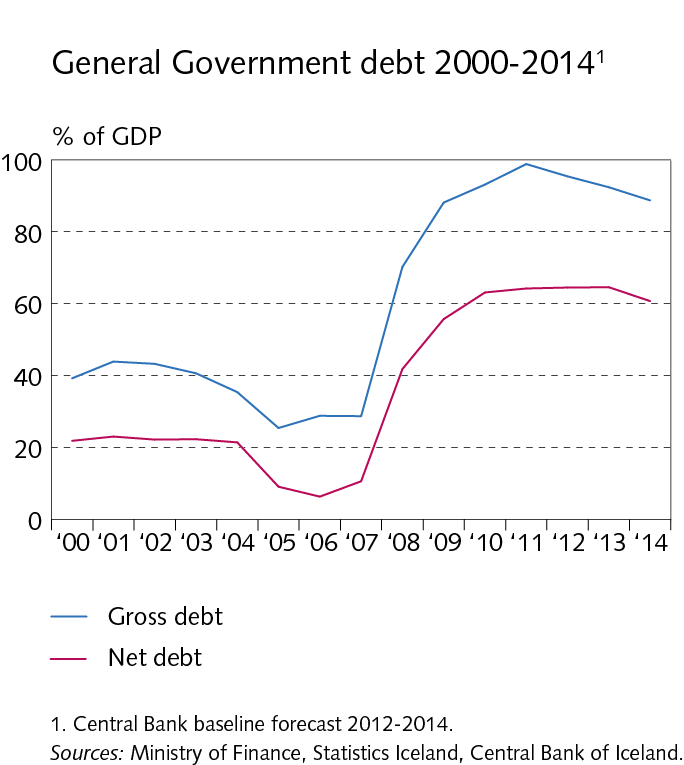 General Government debt 2000-2014¹
% of GDP
100
80
60
40
20
0
‘00 ‘01 ‘02 ‘03 ‘04 ‘05 ‘06 ‘07 ‘08 ‘09 ‘10 ‘11 ‘12 ‘13 ‘14
Gross debt
Net debt
1. Central Bank baseline forecast 2012-2014.
Sources: Ministry of Finance, Statistics Iceland, Central Bank of Iceland.